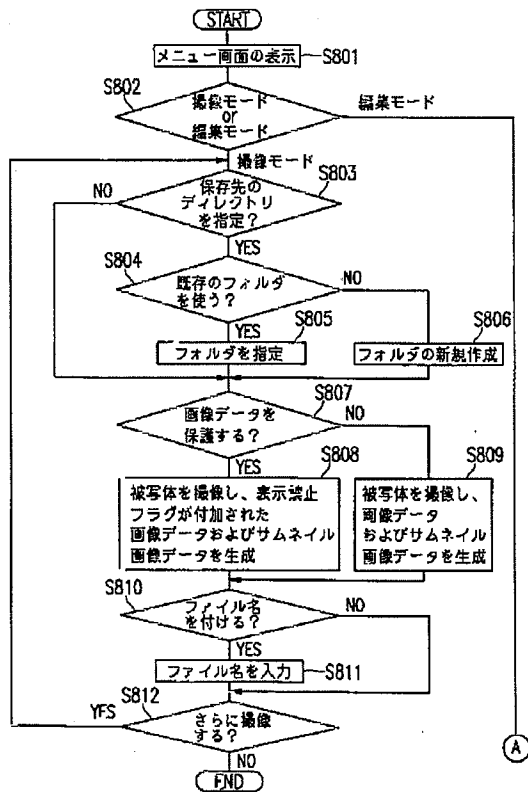 START
メニュー画面の表示
S801
S802
撮像モード
or
編集モード
編集モード
撮像モード
S803
NO
保存先の
ディレクトリ
を指定?
YES
S804
既存のフォルダ
を使う?
NO
YES
S805
S806
フォルダを指定
フォルダの新規作成
S807
画像データを
保護する?
NO
YES
S808
S809
被写体を撮像し、表示禁止
フラグが付加された
画像データおよびサムネイル
画像データを生成
被写体を撮像し、
画像データ
およびサムネイル
画像データを生成
S810
ファイル名
を付ける?
NO
YES
ファイル名を入力
S811
S812
YES
さらに撮像
する?
A
NO
END